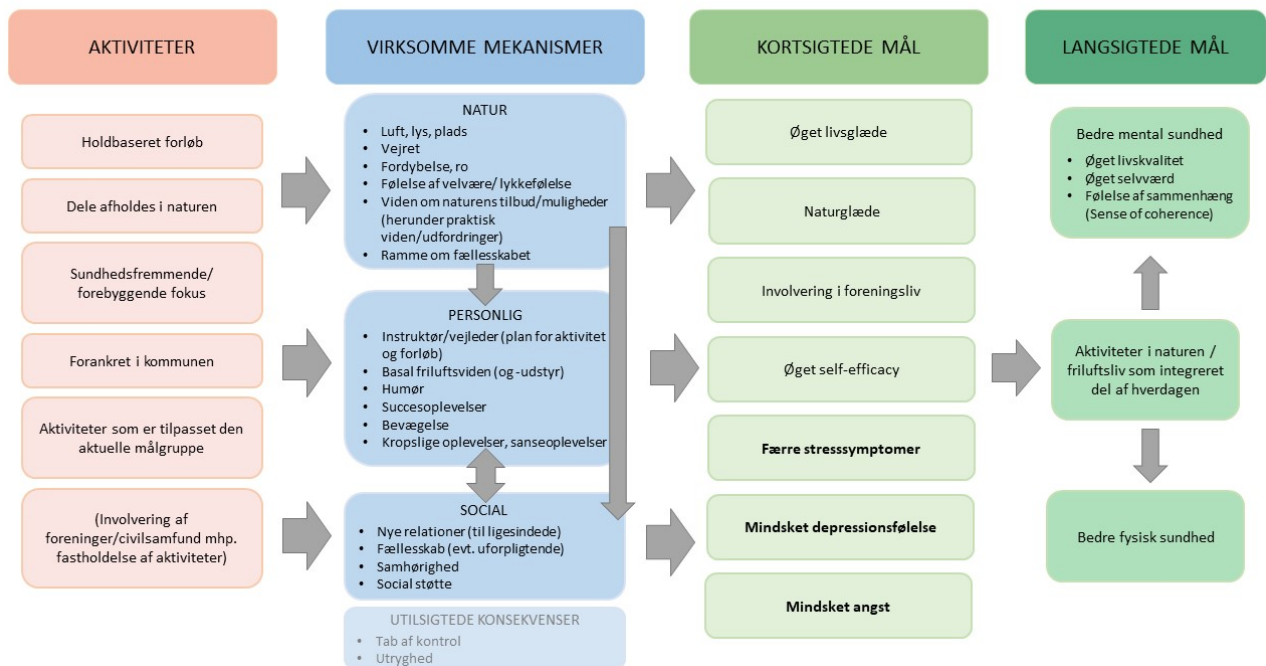 AKTIVITETER
Holdbaseret forløb
Dele afholdes i naturen
Sundhedsfremmende/
forebyggende fokus
Forankret i kommunen
Aktiviteter som er tilpasset den
aktuelle målgruppe
(Involvering af
foreninger/civilsamfund mhp.
fastholdelse af aktiviteter)
VIRKSOMME MEKANISMER
NATUR
• Luft, lys, plads
• Vejret
• Fordybelse, ro
• Følelse af velvære/ lykkefølelse
• Viden om naturens tilbud/muligheder
(herunder praktisk
viden/udfordringer)
• Ramme om fællesskabet
PERSONLIG
• Instruktør/vejleder (plan for aktivitet
og forløb)
• Basal friluftsviden (og -udstyr)
• Humør
• Succesoplevelser
• Bevægelse
• Kropslige oplevelser, sanseoplevelser
SOCIAL
• Nye relationer (til ligesindede)
• Fællesskab (evt. uforpligtende)
• Samhørighed
• Social støtte
UTILSIGTEDE KONSEKVENSER
• Tab af kontrol
• Utryghed
KORTSIGTEDE MÅL
Øget livsglæde
Naturglæde
Involvering i foreningsliv
Øget self-efficacy
Færre stresssymptomer
Mindsket depressionsfølelse
Mindsket angst
LANGSIGTEDE MÅL
Bedre mental sundhed
• Øget livskvalitet
• Øget selvværd
• Følelse af sammenhæng
(Sense of coherence)
Aktiviteter i naturen /
friluftsliv som integreret
del af hverdagen
Bedre fysisk sundhed